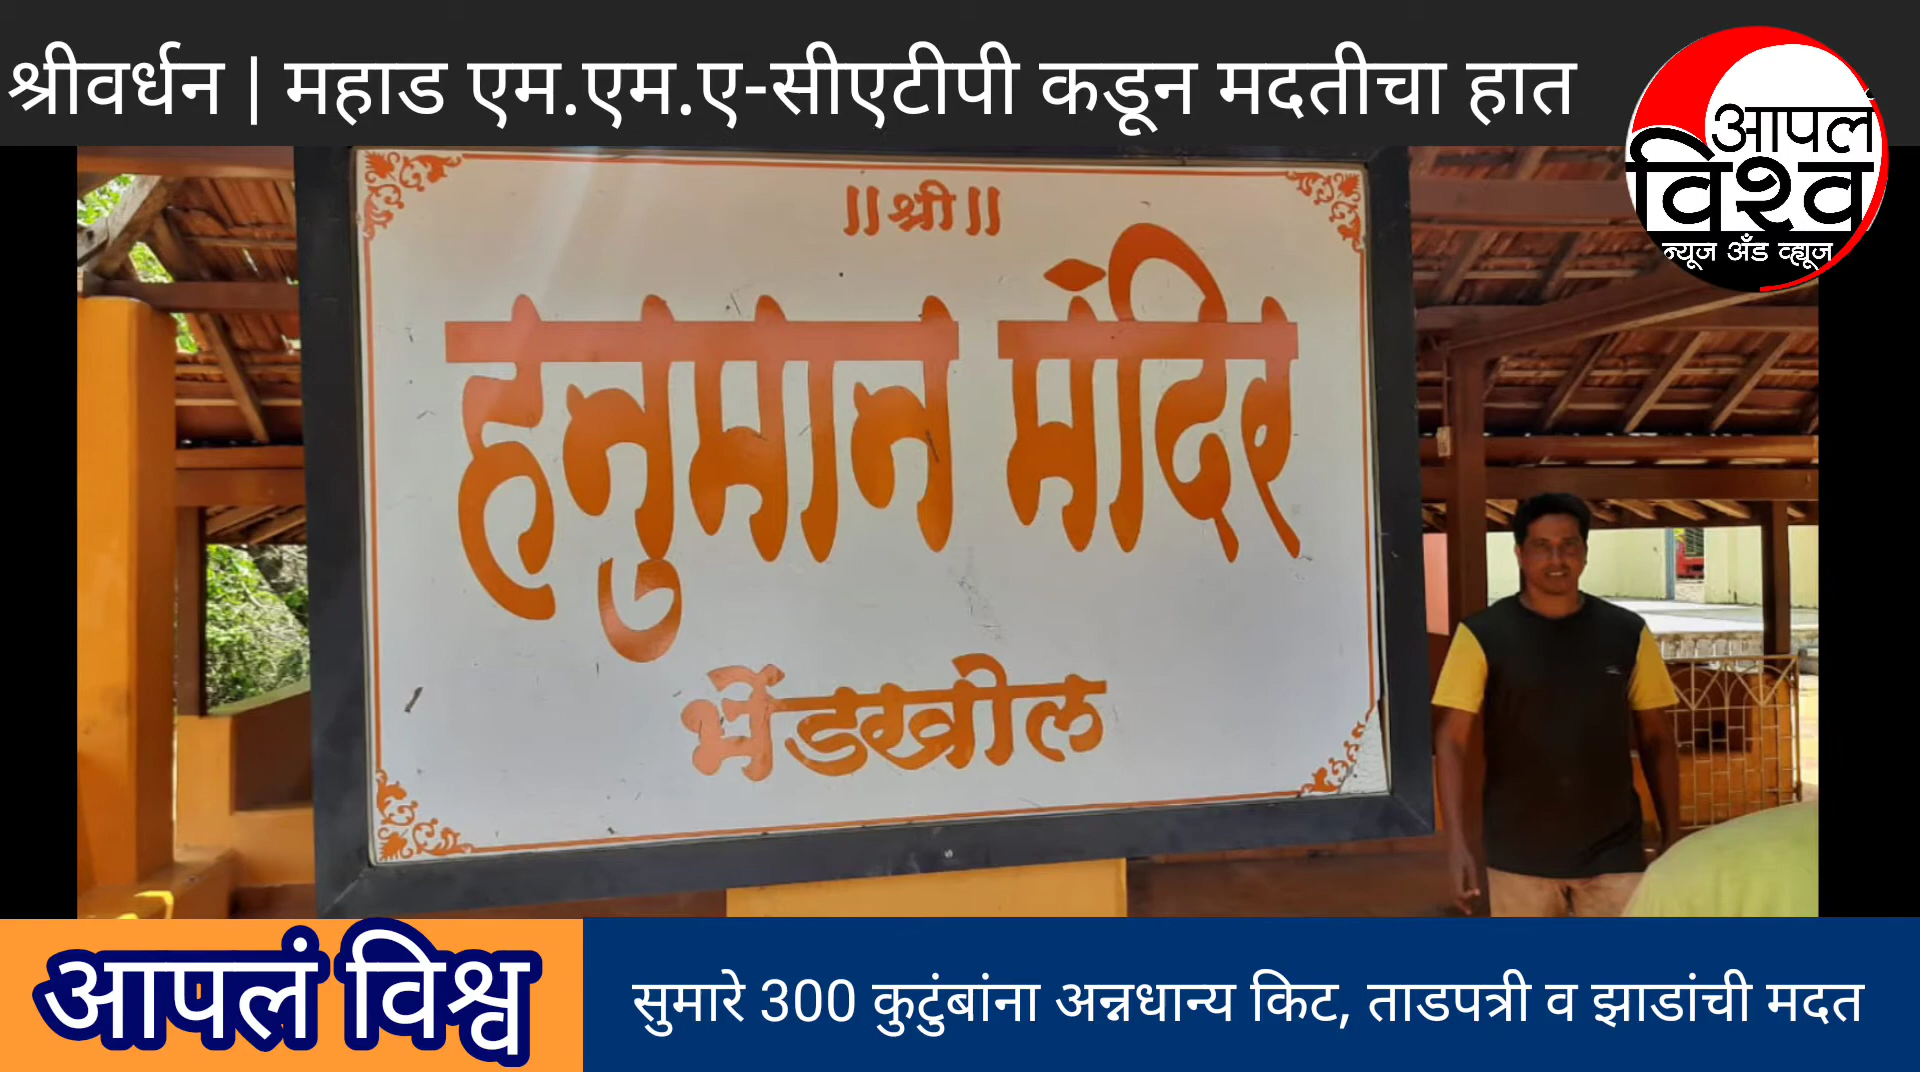 श्रीवर्धन | महाड एम.एम.ए-सीएटीपी कडून मदतीचा हात
आपलं
विश्व
न्यूज अँड व्ह्यूज
॥श्री॥
हनुमान मंदिर
भेंडखोल
आपलं विश्व
सुमारे 300 कुटुंबांना अन्नधान्य किट, ताडपत्री व झाडांची मदत